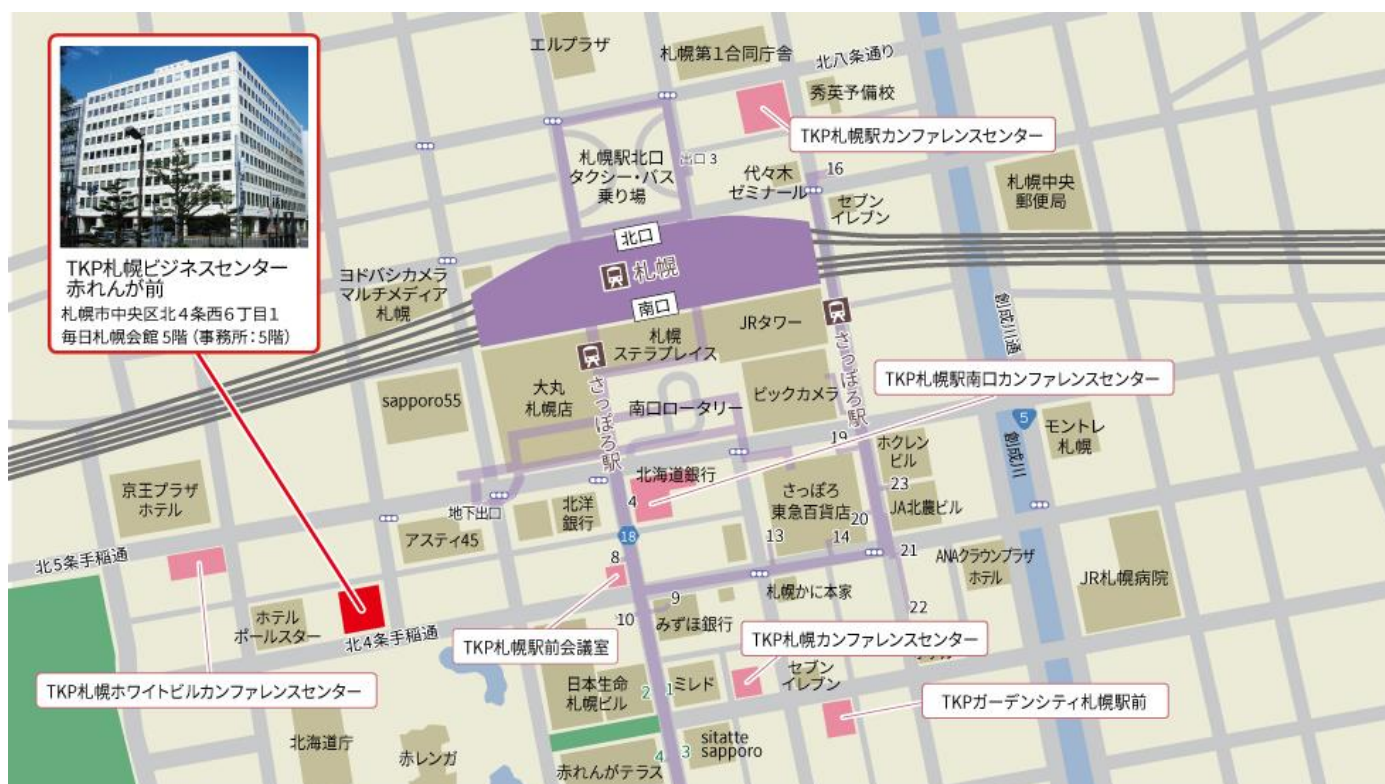 エルプラザ
札幌第1合同庁舎
北八条通り
秀英予備校
TKP札幌駅カンファレンスセンター
札幌駅北口
タクシー・バス
乗り場
出口 3
代々木
ゼミナール
16
セブン
イレブン
札幌中央
郵便局
北口
札幌
南口
TKP札幌ビジネスセンター
赤れんが前
札幌市中央区北4条西6丁目1
毎日札幌会館 5階 (事務所:5階)
ヨドバシカメラ
マルチメディア
札幌
札幌
ステラプレイス
JRタワー
さっぽろ駅
さっぽろ駅
創成川通
TKP札幌駅南口カンファレンスセンター
sapporo55
大丸
札幌店
南口ロータリー
ビックカメラ
5
創成川
モントレ
札幌
19
ホクレン
ビル
京王プラザ
ホテル
北海道銀行
4
さっぽろ
東急百貨店
23
JA北農ビル
地下出口
北洋
銀行
アスティ45
18
20
13
14
21
ANAクラウンプラザ
ホテル
JR札幌病院
北5条手稲通
8
札幌かに本家
9
22
10
みずほ銀行
ホテル
ポールスター
北4条手稲通
TKP札幌駅前会議室
TKP札幌カンファレンスセンター
セブン
イレブン
TKP札幌ホワイトビルカンファレンスセンター
日本生命
札幌ビル
2
1
ミレド
TKPガーデンシティ札幌駅前
北海道庁
赤レンガ
赤れんがテラス
4
3
sitatte
sapporo